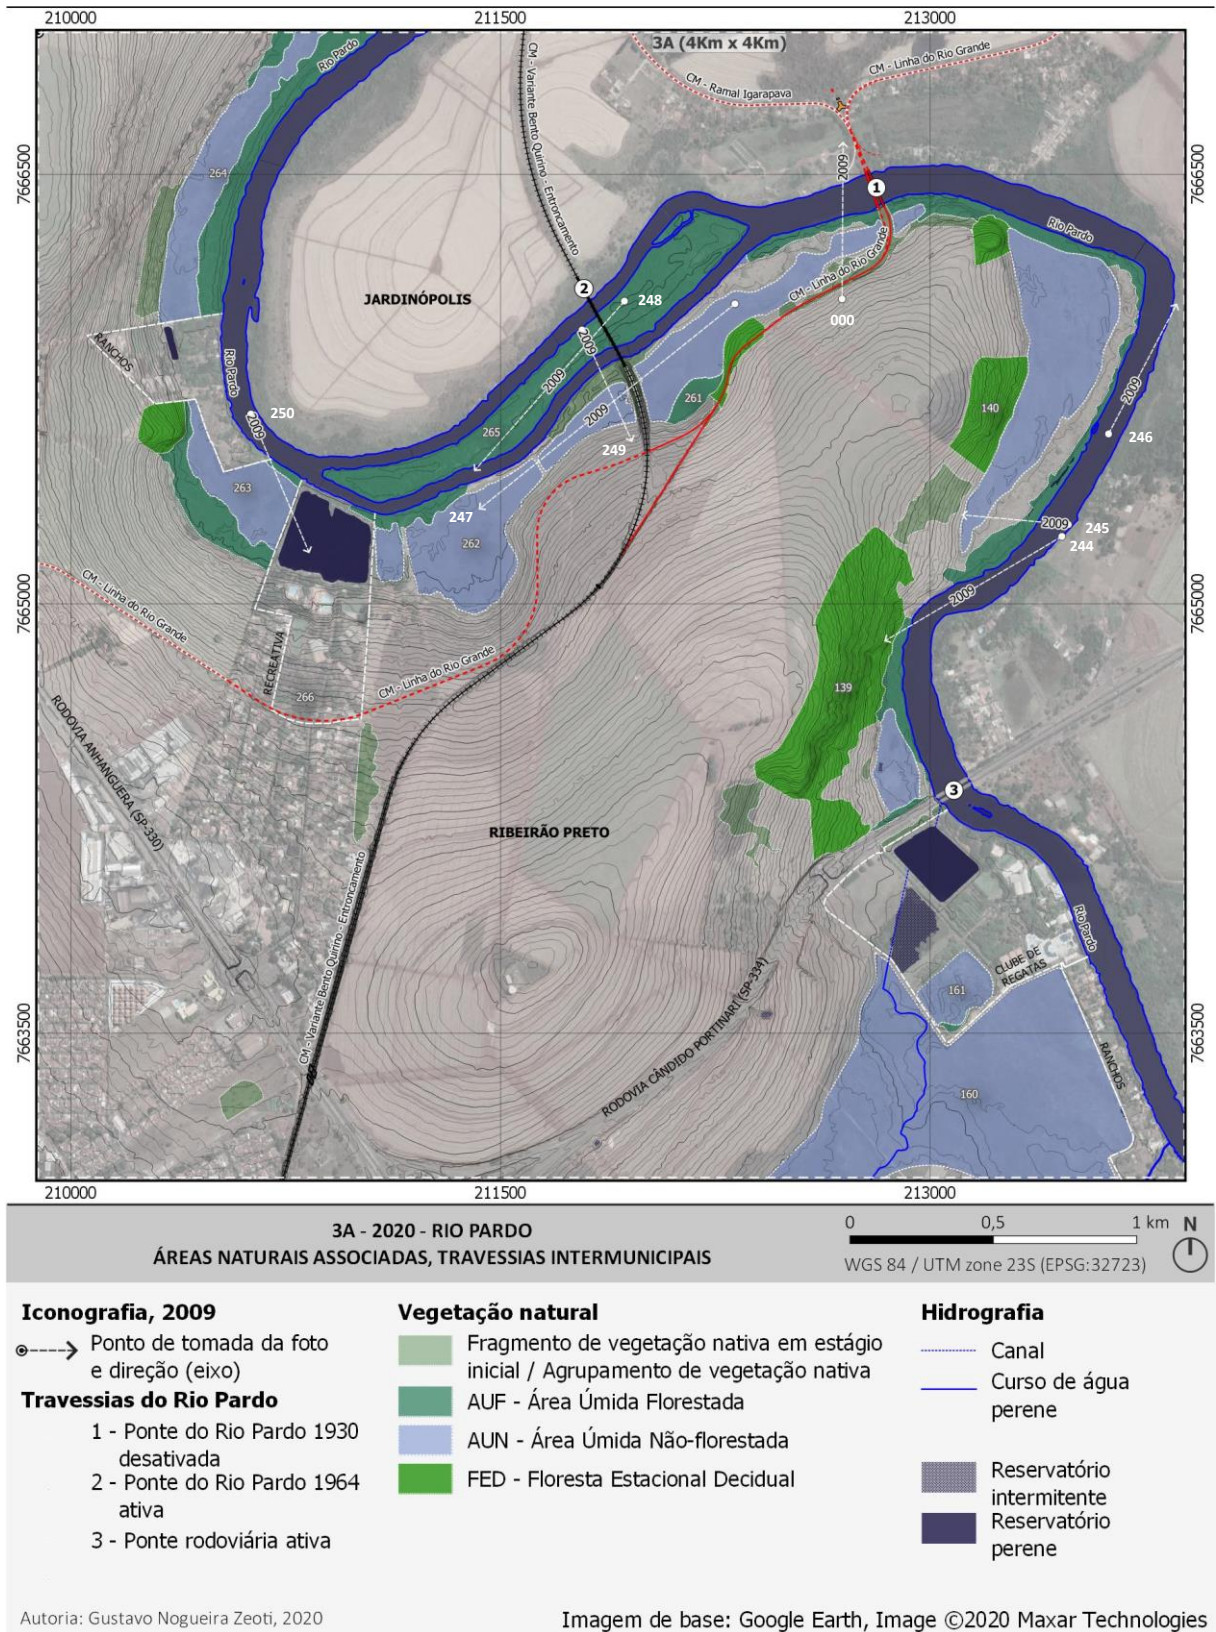 210000
211500
213000
3A (4Km x 4Km)
CM - Linha do Rio Grande
CM - Ramal Igarapava
Rio Pardo
CM - Variante Bento Quirino - Entroncamento
7666500
7666500
264
2009
1
Rio Pardo
CM - Linha do Rio Grande
JARDINÓPOLIS
2
248
000
RANCHOS
2009
Rio Pardo
2009
2009
250
2009
2009
261
140
265
249
246
263
247
262
2009
245
244
7665000
7665000
CM - Linha do Rio Grande
2009
RECREATIVA
CM - Linha do Rio Grande
266
139
RODOVIA ANHANGUERA (SP-330)
3
RIBEIRÃO PRETO
CM - Variante Bento Quirino - Entroncamento
Rio Pardo
CLUBE DE
REGATAS
161
RODOVIA CÂNDIDO PORTINARI (SP-334)
7663500
7663500
RANCHOS
160
210000
211500
213000
3A - 2020 - RIO PARDO
ÁREAS NATURAIS ASSOCIADAS, TRAVESSIAS INTERMUNICIPAIS
0 0,5 1 km N
WGS 84 / UTM zone 23S (EPSG:32723)
Iconografia, 2009
Ponto de tomada da foto
e direção (eixo)
Travessias do Rio Pardo
1 - Ponte do Rio Pardo 1930
desativada
2 - Ponte do Rio Pardo 1964
ativa
3 - Ponte rodoviária ativa
Vegetação natural
Fragmento de vegetação nativa em estágio
inicial / Agrupamento de vegetação nativa
AUF - Área Úmida Florestada
AUN - Área Úmida Não-florestada
FED - Floresta Estacional Decidual
Hidrografia
Canal
Curso de água
perene
Reservatório
intermitente
Reservatório
perene
Autoria: Gustavo Nogueira Zeoti, 2020
Imagem de base: Google Earth, Image ©2020 Maxar Technologies